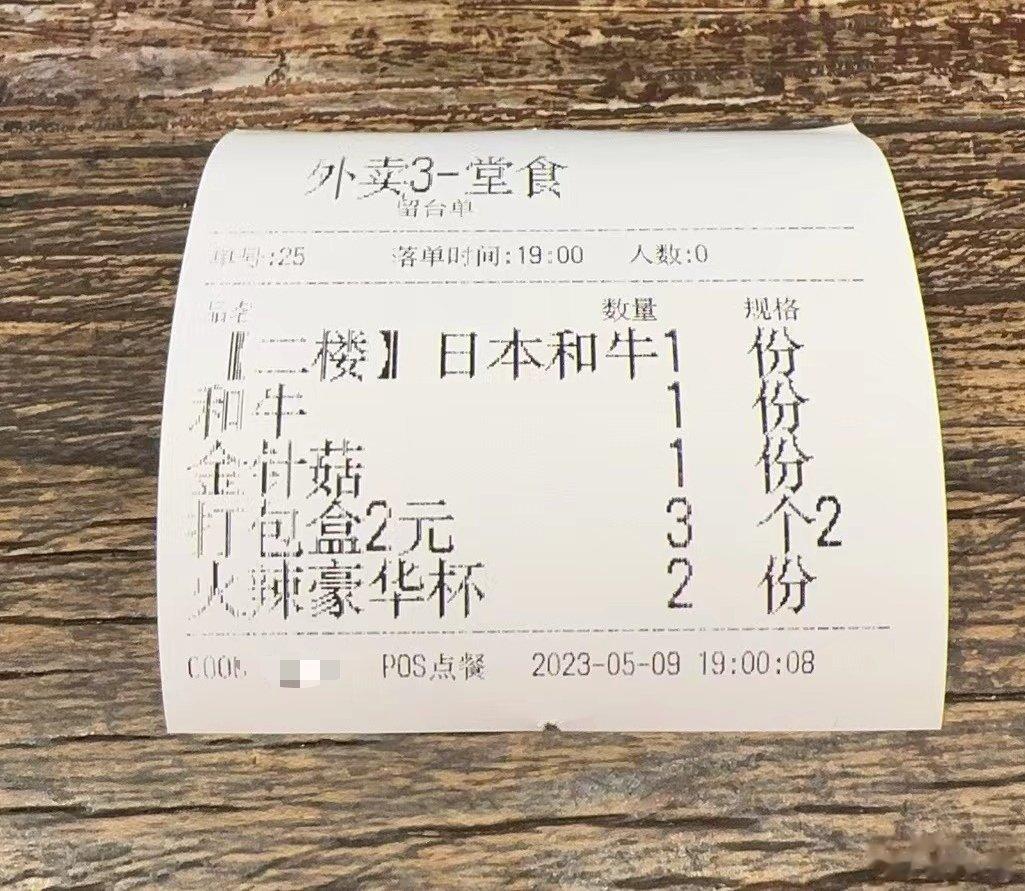 外卖3-堂食
留台单
单号:25 落单时间:19:00 人数:0
品名 数量 规格
【二楼】日本和牛 1 份
和牛 1 份
金针菇 1 份
打包盒2元 3 个2
火辣豪华杯 2 份
POS点餐 2023-05-09 19:00:08